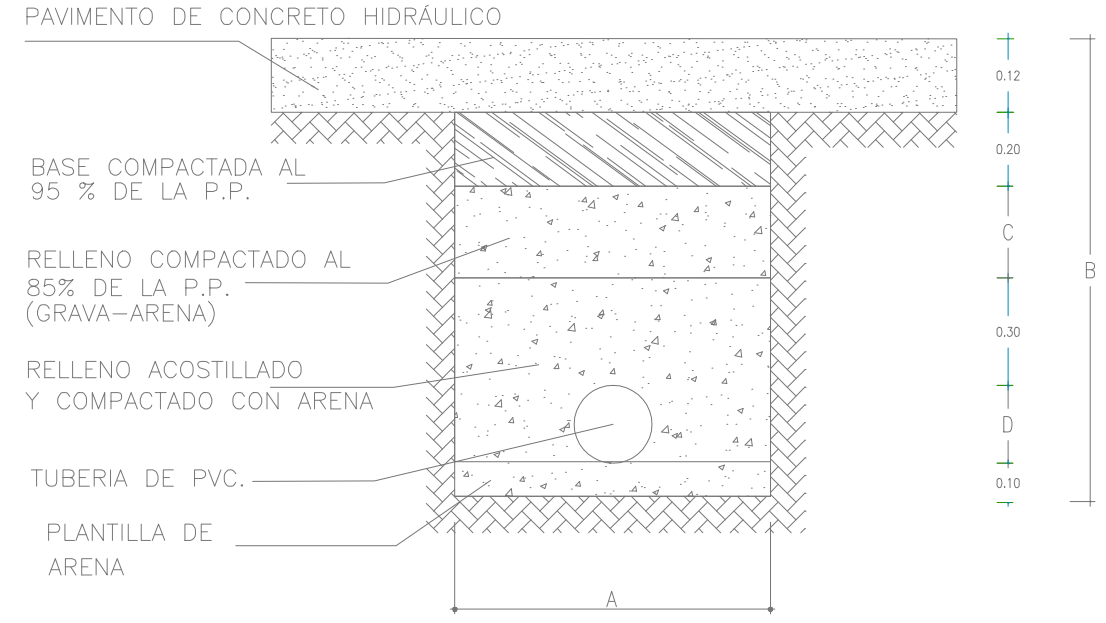 PAVIMENTO DE CONCRETO HIDRÁULICO
BASE COMPACTADA AL
95 % DE LA P.P.
RELLENO COMPACTADO AL
85% DE LA P.P.
(GRAVA-ARENA)
RELLENO ACOSTILLADO
Y COMPACTADO CON ARENA
TUBERIA DE PVC.
PLANTILLA DE
ARENA
0.12
0.20
C
0.30
D
0.10
B
A